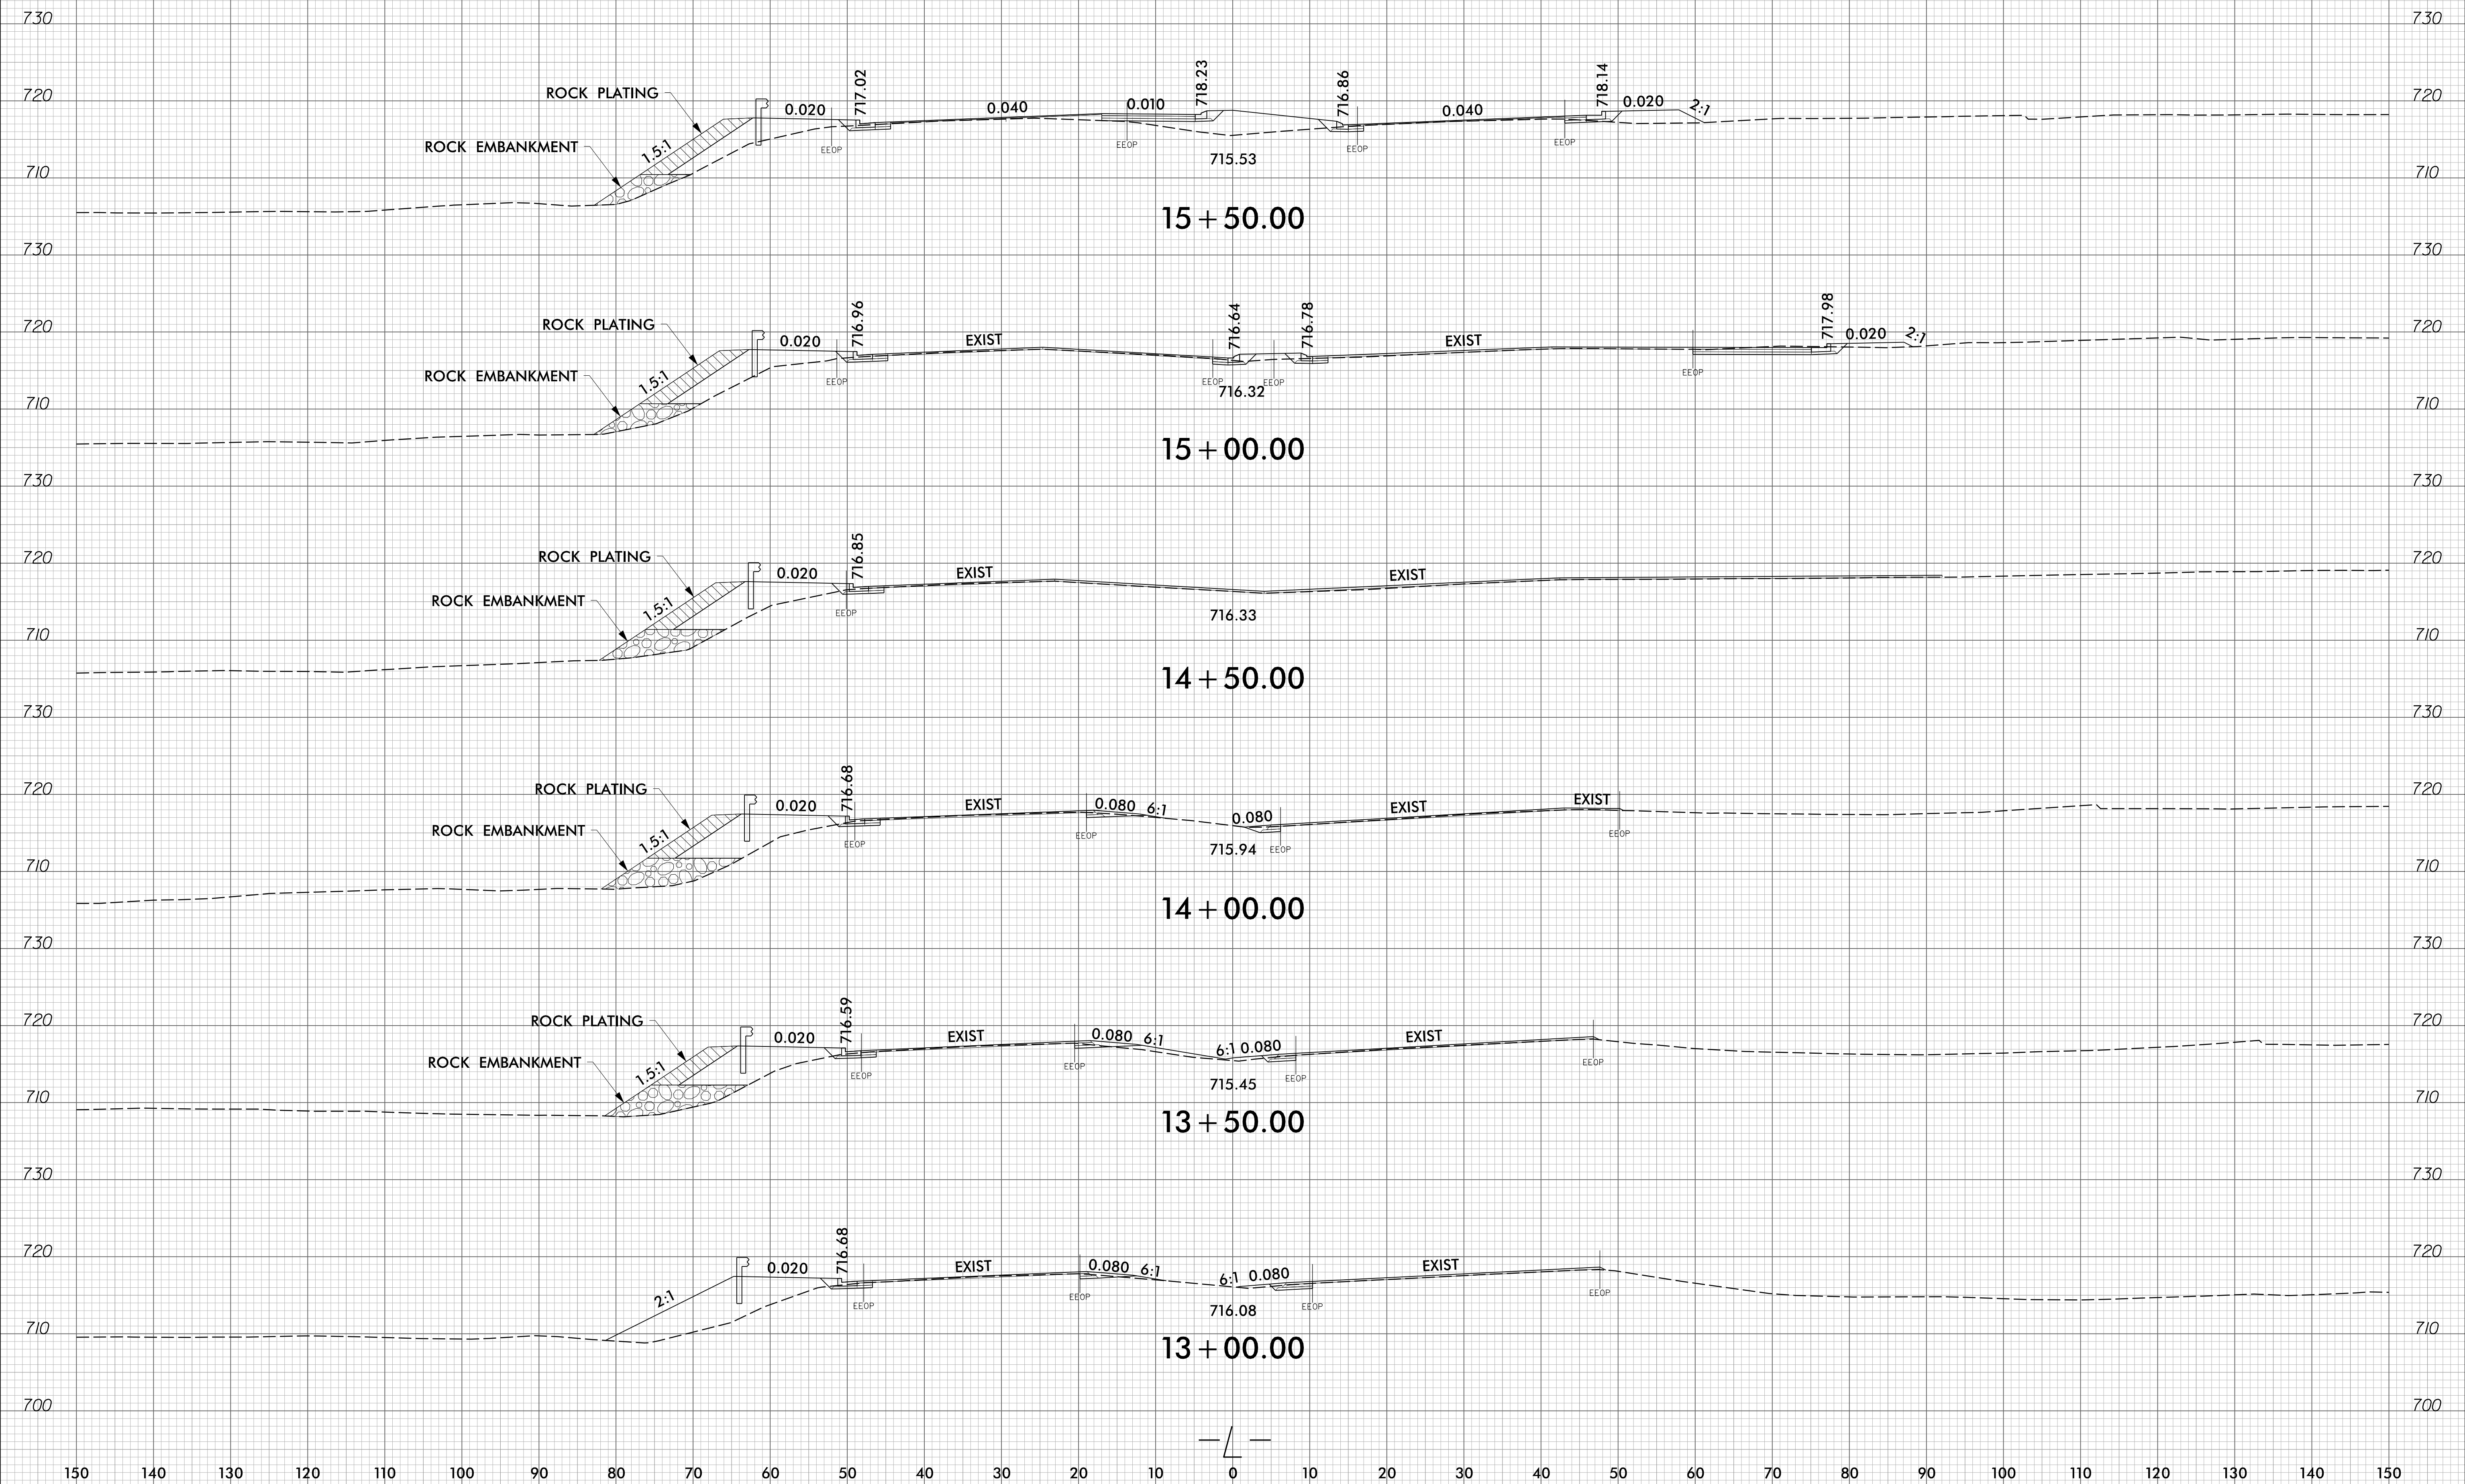 730 730
717.02 718.23 716.86 718.14
ROCK PLATING
720 0.020 0.040 0.010 0.040 0.020 2:1 720
ROCK EMBANKMENT 1.5:1 EEOP EEOP EEOP EEOP
715.53
710 710
15+50.00
730 730
716.96 716.64 716.78 717.98
ROCK PLATING
720 0.020 EXIST EXIST 0.020 2:1 720
ROCK EMBANKMENT 1.5:1 EEOP EEOP EEOP EEOP
716.32
710 710
15+00.00
730 730
716.85
720 ROCK PLATING 720
0.020 EXIST EXIST
ROCK EMBANKMENT 1.5:1 EEOP
716.33
710 710
14+50.00
730 730
716.68
ROCK PLATING
720 0.020 EXIST 0.080 6:1 0.080 EXIST EXIST 720
ROCK EMBANKMENT 1.5:1 EEOP EEOP EEOP EEOP
715.94
710 710
14+00.00
730 730
716.59
720 ROCK PLATING 720
0.020 EXIST 0.080 6:1 6:1 0.080 EXIST
ROCK EMBANKMENT 1.5:1 EEOP EEOP EEOP EEOP
715.45
710 710
13+50.00
730 730
716.68
720 720
0.020 EXIST 0.080 6:1 6:1 0.080 EXIST
2:1 EEOP EEOP EEOP EEOP
716.08
710 710
13+00.00
700 700
-L-
150 140 130 120 110 100 90 80 70 60 50 40 30 20 10 0 10 20 30 40 50 60 70 80 90 100 110 120 130 140 150